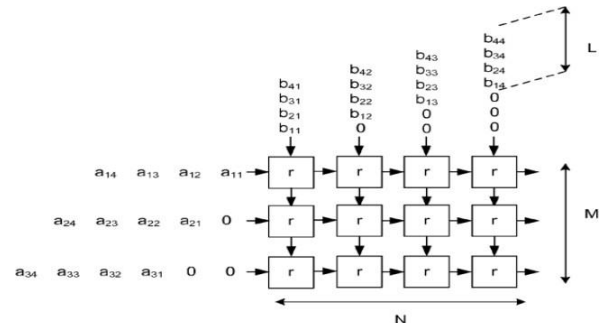 b₄₄
b₄₃ b₃₄ L
b₄₂ b₃₃ b₂₄
b₄₁ b₃₂ b₂₃ b₁₄
b₃₁ b₂₂ b₁₃ 0
b₂₁ b₁₂ 0 0
b₁₁ 0 0 0
a₁₄ a₁₃ a₁₂ a₁₁ r r r r
M
a₂₄ a₂₃ a₂₂ a₂₁ 0 r r r r
a₃₄ a₃₃ a₃₂ a₃₁ 0 0 r r r r
N